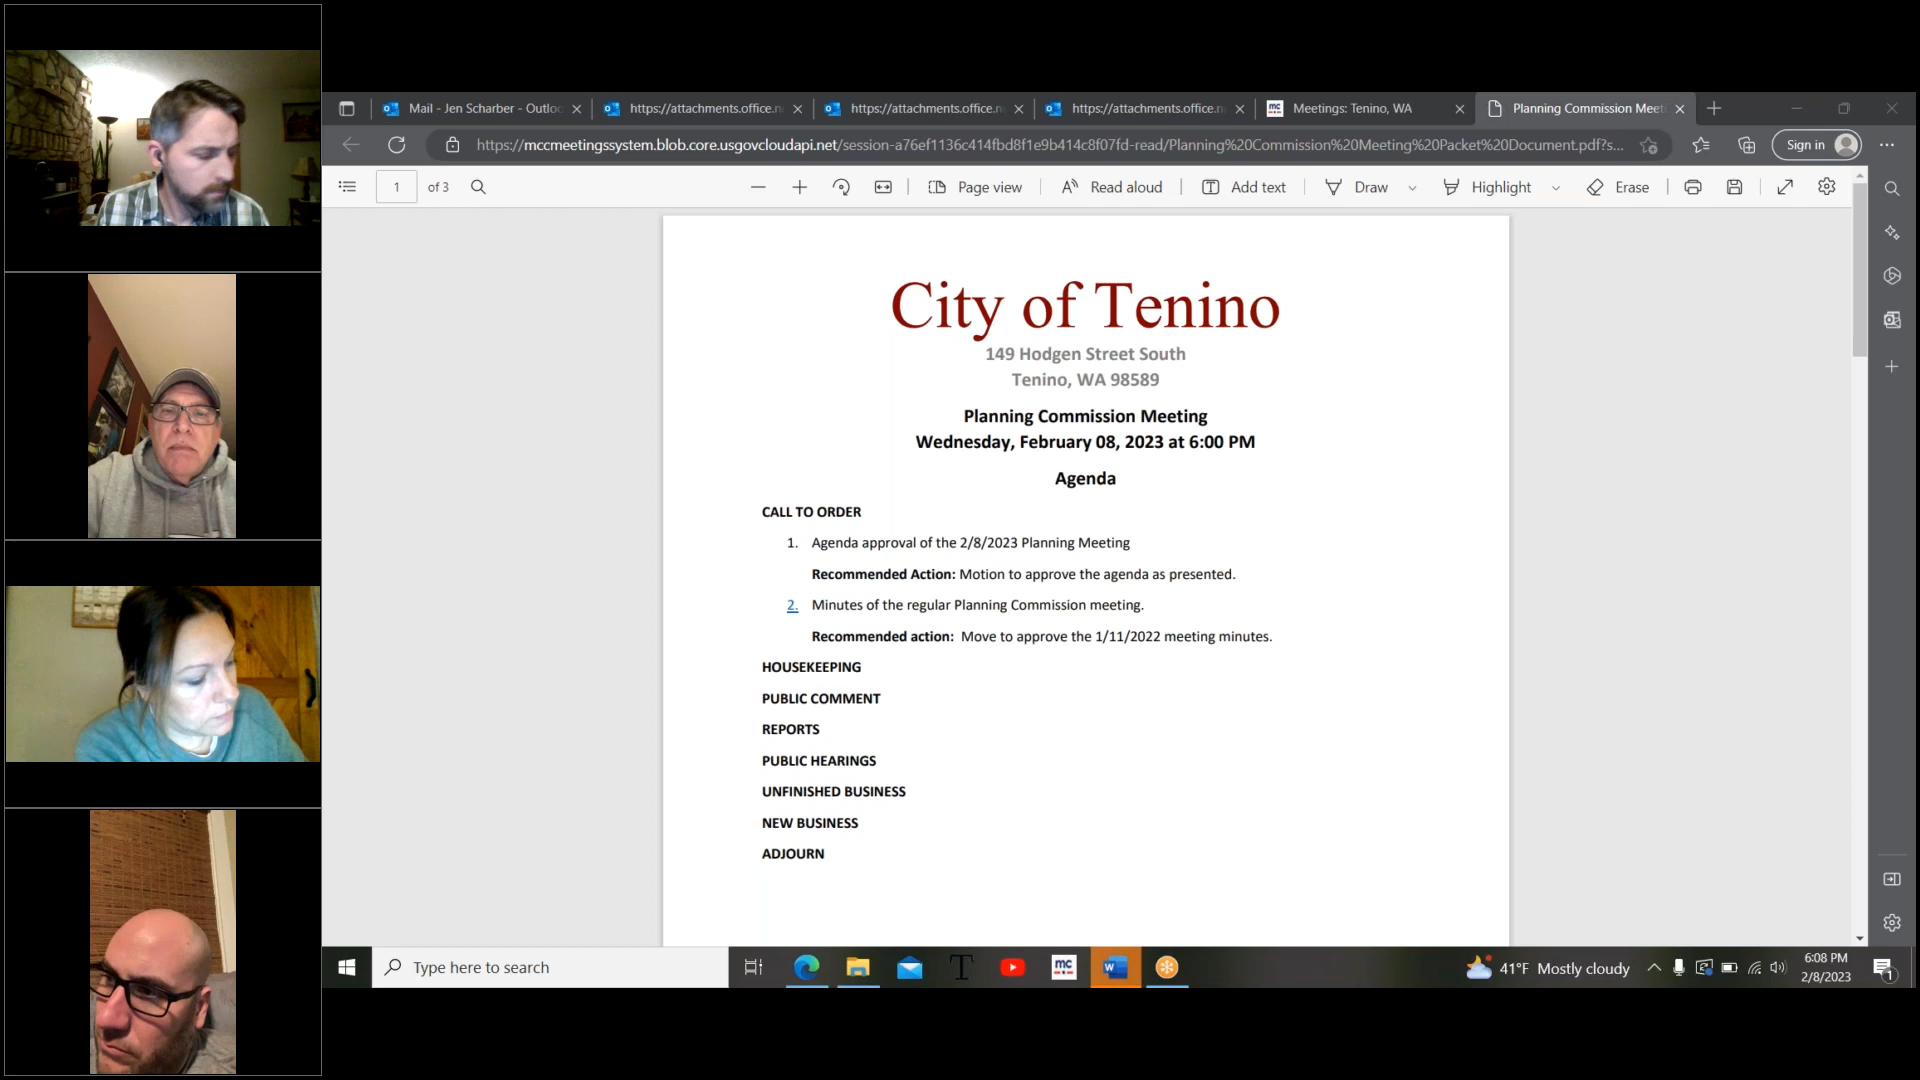 Mail - Jen Scharber - Outloo
https://attachments.office.n
https://attachments.office.n
https://attachments.office.n
mc
Meetings: Tenino, WA
Planning Commission Meet
https://mccmeetingssystem.blob.core.usgovcloudapi.net/session-a76ef1136c414fbd8f1e9b414c8f07fd-read/Planning%20Commission%20Meeting%20Packet%20Document.pdf?s...
Sign in
1 of 3
Page view
Read aloud
Add text
Draw
Highlight
Erase
City of Tenino
149 Hodgen Street South
Tenino, WA 98589
Planning Commission Meeting
Wednesday, February 08, 2023 at 6:00 PM
Agenda
CALL TO ORDER
1. Agenda approval of the 2/8/2023 Planning Meeting
Recommended Action: Motion to approve the agenda as presented.
2. Minutes of the regular Planning Commission meeting.
Recommended action: Move to approve the 1/11/2022 meeting minutes.
HOUSEKEEPING
PUBLIC COMMENT
REPORTS
PUBLIC HEARINGS
UNFINISHED BUSINESS
NEW BUSINESS
ADJOURN
Type here to search
T
mc
W
41°F Mostly cloudy
6:08 PM
2/8/2023
1